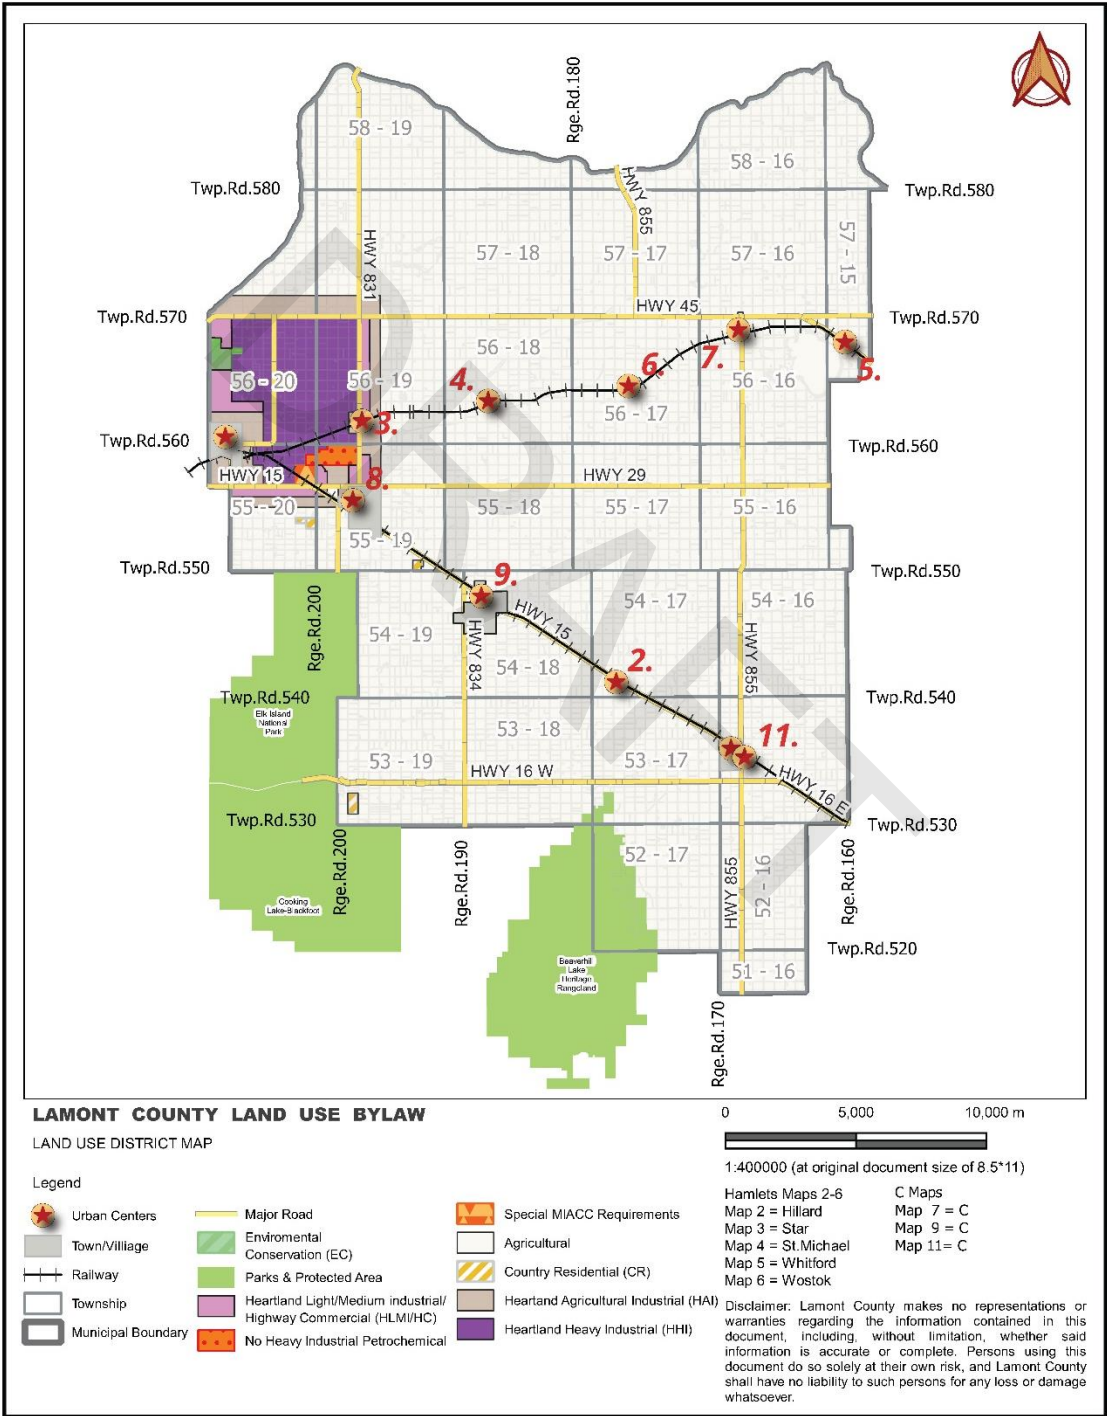 Rge.Rd.180
58 - 19
58 - 16
Twp.Rd.580
Twp.Rd.580
HWY 855
HWY 831
57 - 18
57 - 17
57 - 16
57 - 15
HWY 45
Twp.Rd.570
Twp.Rd.570
56 - 18
7.
6.
5.
56 - 20
56 - 19
4.
56 - 16
56 - 17
3.
Twp.Rd.560
Twp.Rd.560
HWY 15
8.
HWY 29
55 - 20
55 - 18
55 - 17
55 - 16
55 - 19
Twp.Rd.550
Twp.Rd.550
9.
Rge.Rd.200
HWY 15
54 - 17
54 - 16
54 - 19
HWY 834
54 - 18
HWY 855
2.
Twp.Rd.540
Twp.Rd.540
Elk Island
National
Park
53 - 18
11.
53 - 19
53 - 17
HWY 16 W
HWY 16 E
Twp.Rd.530
Twp.Rd.530
Rge.Rd.200
Rge.Rd.190
52 - 17
HWY 855
52 - 16
Rge.Rd.160
Cooking
Lake-Blackfoot
Twp.Rd.520
Beaverhill
Lake
Heritage
Rangeland
51 - 16
Rge.Rd.170
DRAFT
LAMONT COUNTY LAND USE BYLAW
LAND USE DISTRICT MAP
Legend
Urban Centers
Town/Villiage
Railway
Township
Municipal Boundary
Major Road
Enviromental
Conservation (EC)
Parks & Protected Area
Heartland Light/Medium industrial/
Highway Commercial (HLMI/HC)
No Heavy Industrial Petrochemical
Special MIACC Requirements
Agricultural
Country Residential (CR)
Heartand Agricultural Industrial (HAI)
Heartland Heavy Industrial (HHI)
0 5,000 10,000 m
1:400000 (at original document size of 8.5*11)
Hamlets Maps 2-6
Map 2 = Hillard
Map 3 = Star
Map 4 = St.Michael
Map 5 = Whitford
Map 6 = Wostok
C Maps
Map 7 = C
Map 9 = C
Map 11= C
Disclaimer: Lamont County makes no representations or
warranties regarding the information contained in this
document, including, without limitation, whether said
information is accurate or complete. Persons using this
document do so solely at their own risk, and Lamont County
shall have no liability to such persons for any loss or damage
whatsoever.